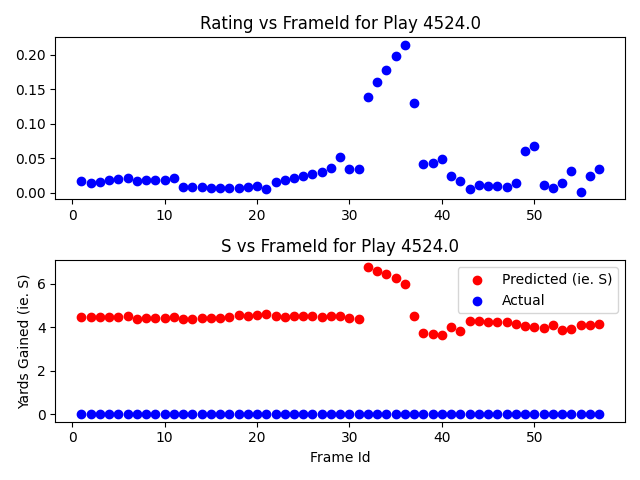 Rating vs FrameId for Play 4524.0
0.20
0.15
0.10
0.05
0.00
0 10 20 30 40 50
S vs FrameId for Play 4524.0
Yards Gained (ie. S)
6
4
2
0
Predicted (ie. S)
Actual
0 10 20 30 40 50
Frame Id